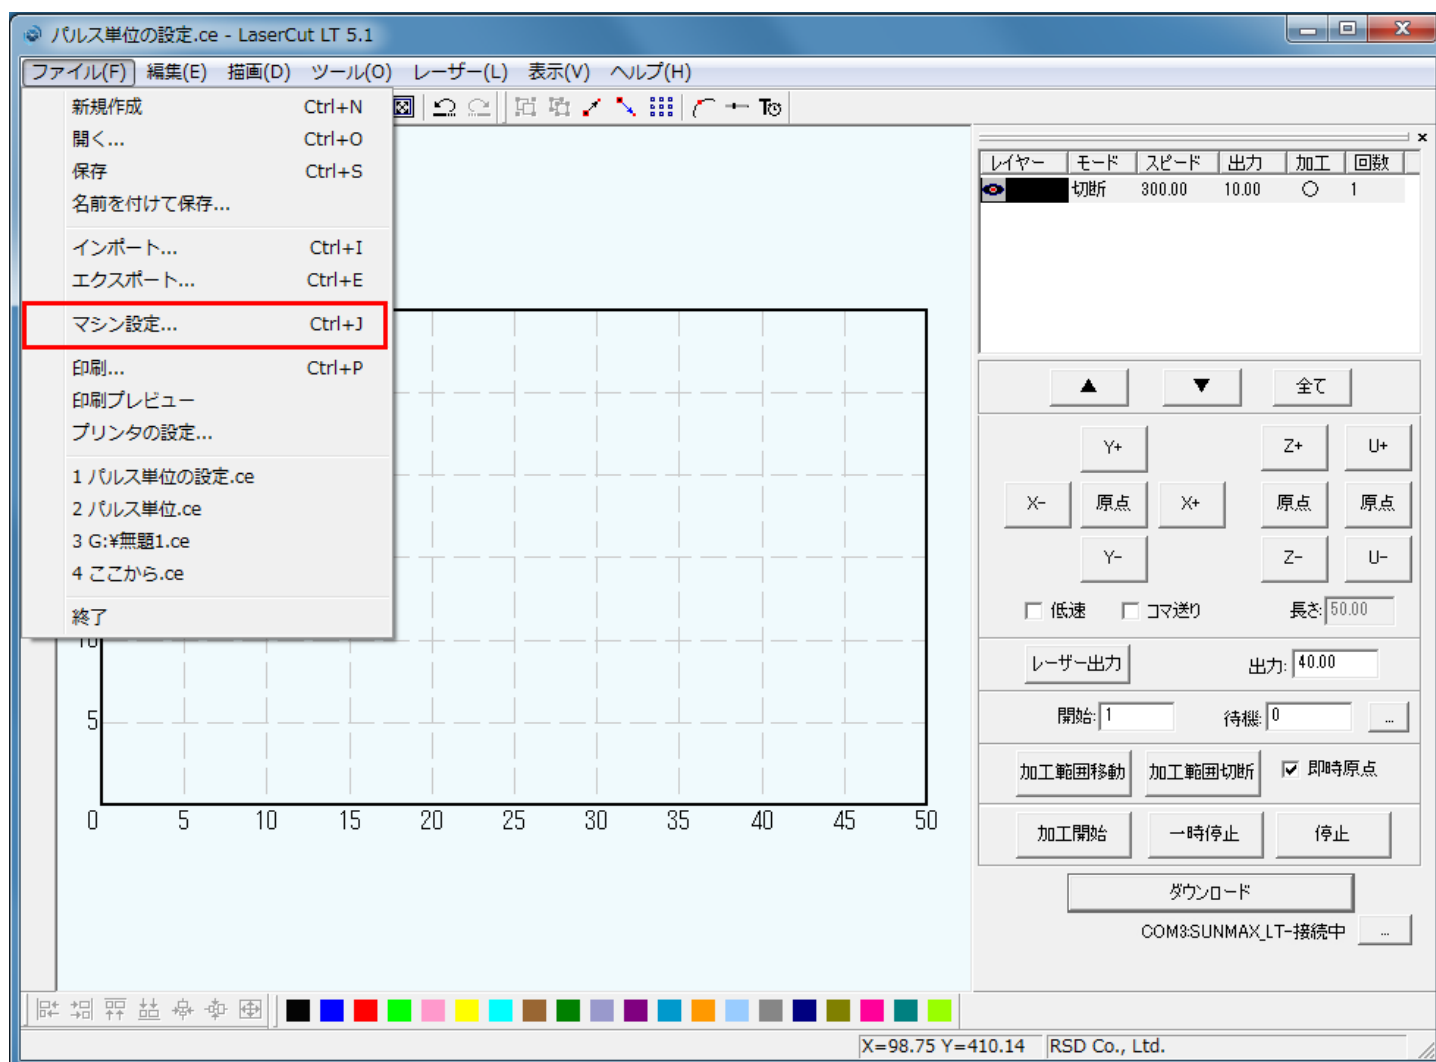 パルス単位の設定.ce - LaserCut LT 5.1
ファイル(F) 編集(E) 描画(D) ツール(O) レーザー(L) 表示(V) ヘルプ(H)
新規作成 Ctrl+N
開く... Ctrl+O
保存 Ctrl+S
名前を付けて保存...
インポート... Ctrl+I
エクスポート... Ctrl+E
マシン設定... Ctrl+J
印刷... Ctrl+P
印刷プレビュー
プリンタの設定...
1 パルス単位の設定.ce
2 パルス単位.ce
3 G:¥無題1.ce
4 ここから.ce
終了
10
5
0 5 10 15 20 25 30 35 40 45 50
レイヤー モード スピード 出力 加工 回数
切断 300.00 10.00 ○ 1
▲ ▼ 全て
Y+ Z+ U+
X- 原点 X+ 原点 原点
Y- Z- U-
低速 コマ送り 長さ: 50.00
レーザー出力 出力: 40.00
開始: 1 待機: 0 ...
加工範囲移動 加工範囲切断 即時原点
加工開始 一時停止 停止
ダウンロード
COM3:SUNMAX_LT-接続中 ...
X=98.75 Y=410.14 RSD Co., Ltd.